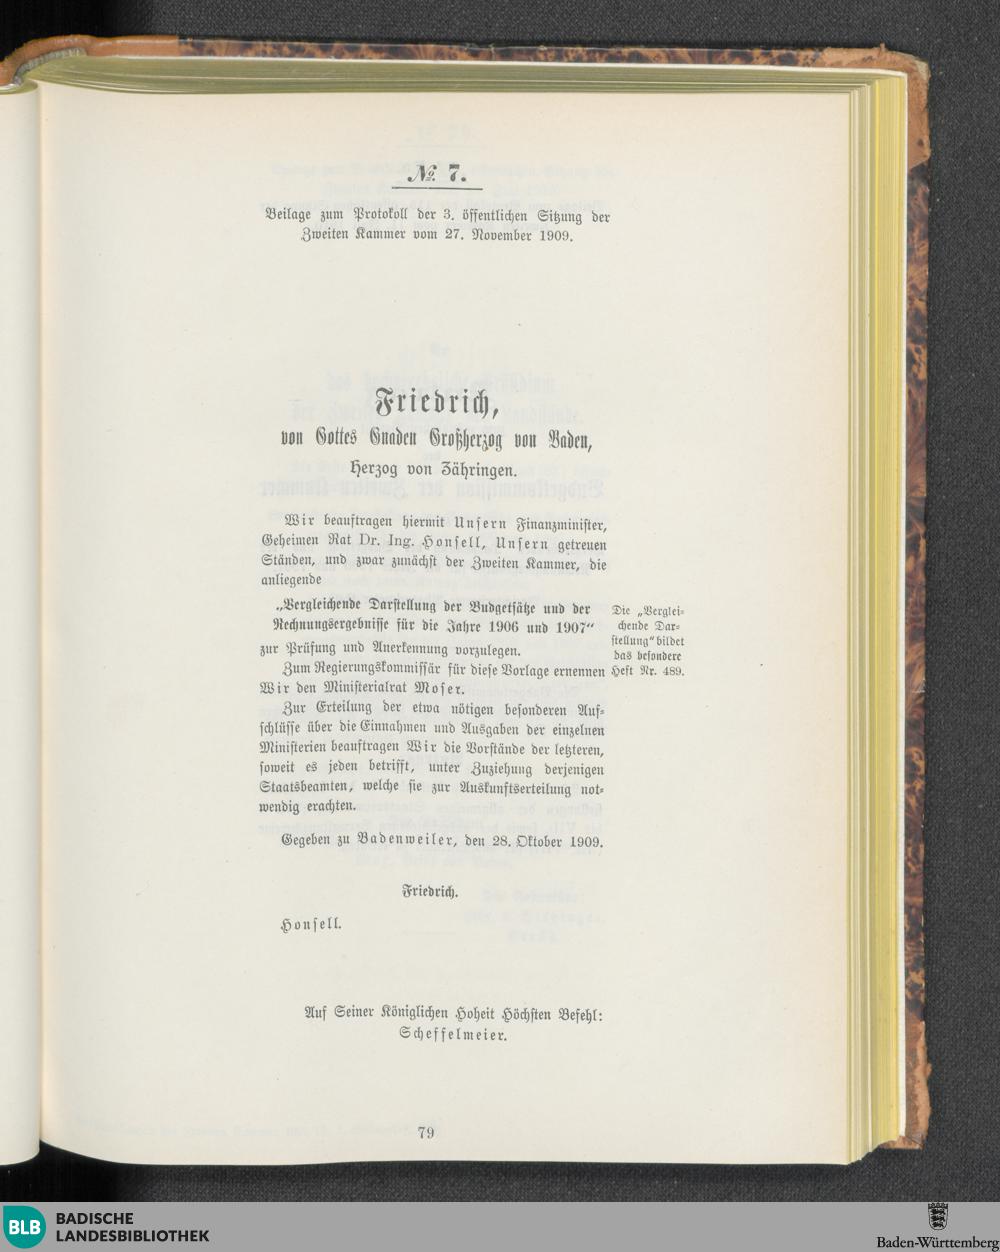 № 7.
Beilage zum Protokoll der 3. öffentlichen Sitzung der
Zweiten Kammer vom 27. November 1909.
Friedrich,
von Gottes Gnaden Großherzog von Baden,
Herzog von Zähringen.
Wir beauftragen hiermit Unsern Finanzminister,
Geheimen Rat Dr. Ing. Honsell, Unsern getreuen
Ständen, und zwar zunächst der Zweiten Kammer, die
anliegende
„Vergleichende Darstellung der Budgetsätze und der
Rechnungsergebnisse für die Jahre 1906 und 1907“
zur Prüfung und Anerkennung vorzulegen.
Zum Regierungskommissär für diese Vorlage ernennen
Wir den Ministerialrat Moser.
Zur Erteilung der etwa nötigen besonderen Auf-
schlüsse über die Einnahmen und Ausgaben der einzelnen
Ministerien beauftragen Wir die Vorstände der letzteren,
soweit es jeden betrifft, unter Zuziehung derjenigen
Staatsbeamten, welche sie zur Auskunftserteilung not-
wendig erachten.
Die „Verglei-
chende Dar-
stellung“ bildet
das besondere
Heft Nr. 489.
Gegeben zu Badenweiler, den 28. Oktober 1909.
Friedrich.
Honsell.
Auf Seiner Königlichen Hoheit Höchsten Befehl:
Scheffelmeier.
79
BLB
BADISCHE
LANDESBIBLIOTHEK
Baden-Württemberg